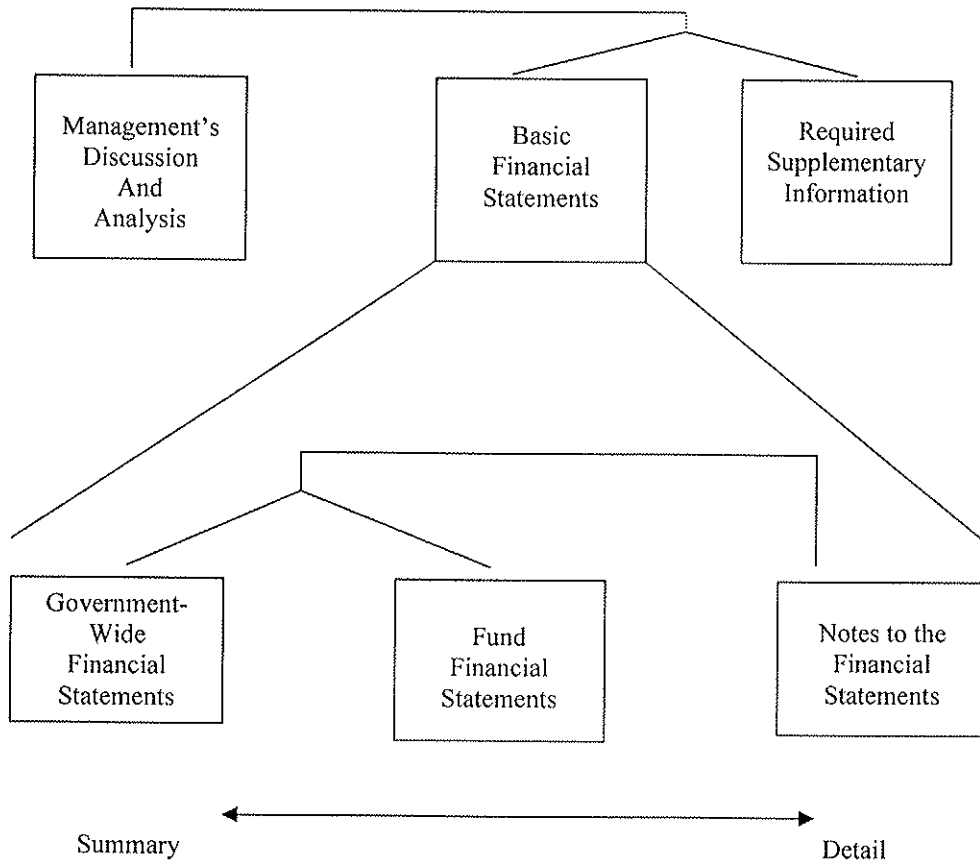 Management's
Discussion
And
Analysis
Basic
Financial
Statements
Required
Supplementary
Information
Government-
Wide
Financial
Statements
Fund
Financial
Statements
Notes to the
Financial
Statements
Summary
Detail